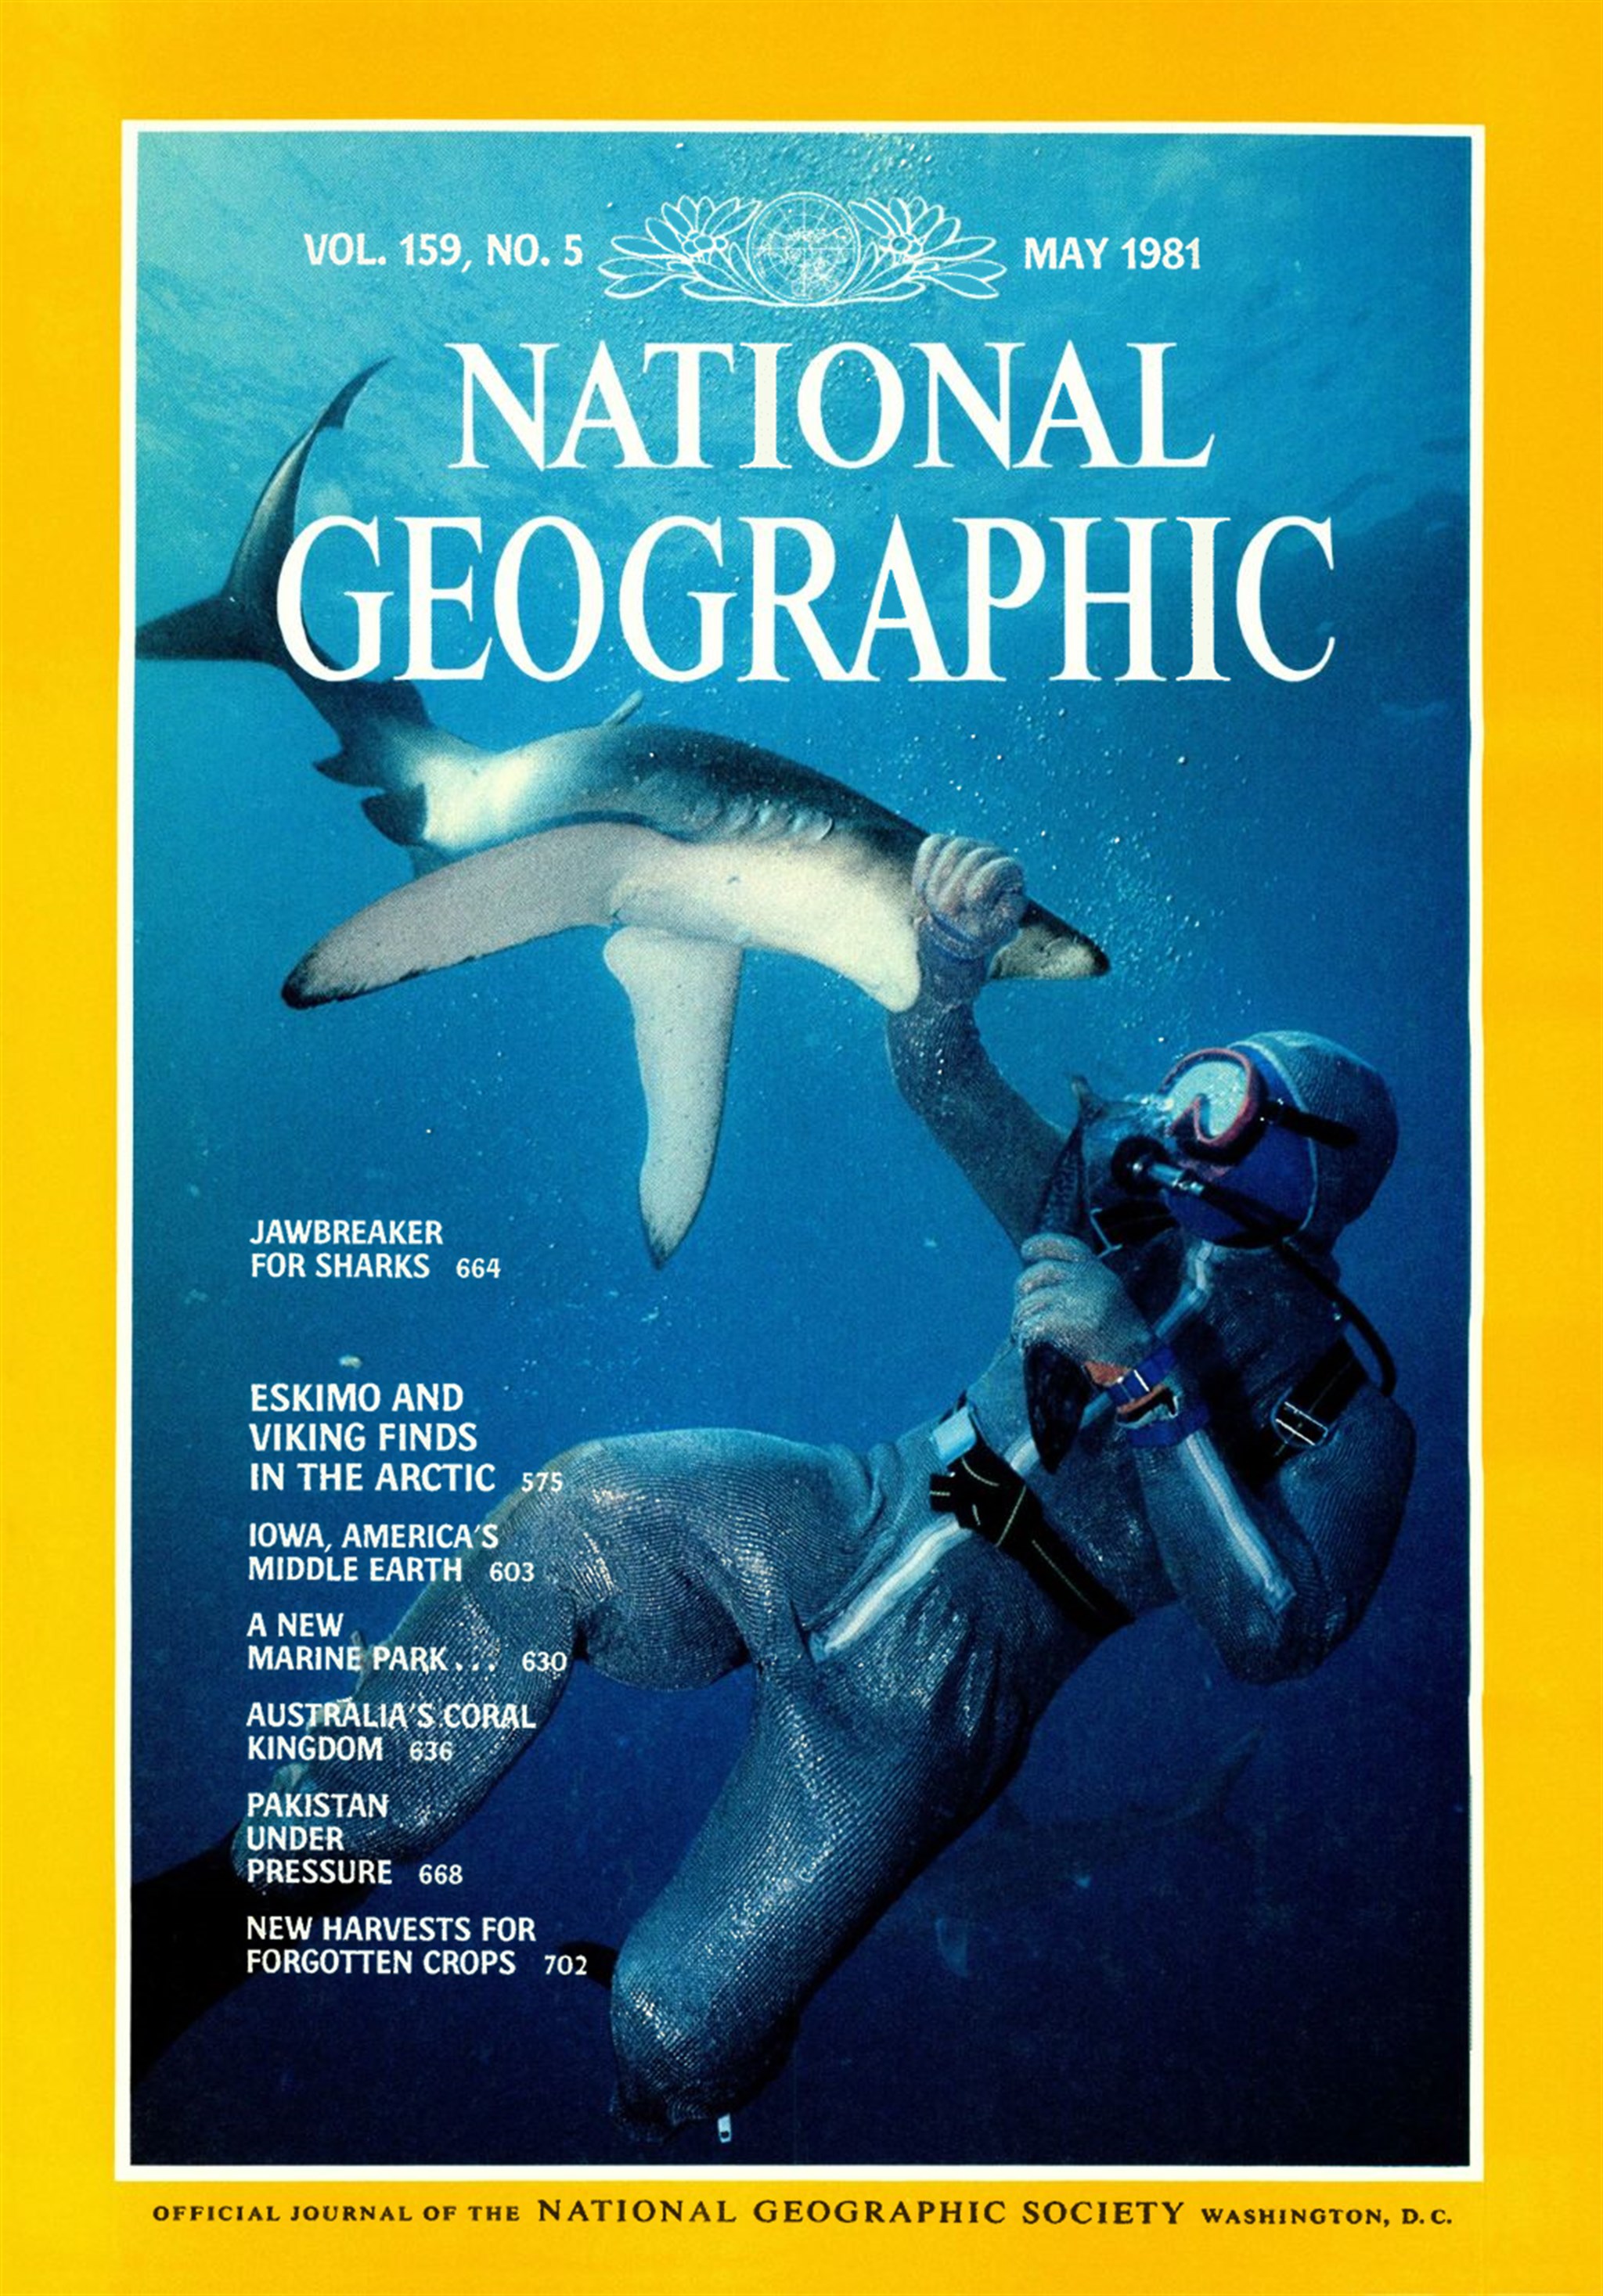 VOL. 159, NO. 5 MAY 1981
NATIONAL
GEOGRAPHIC
JAWBREAKER
FOR SHARKS 664
ESKIMO AND
VIKING FINDS
IN THE ARCTIC 575
IOWA, AMERICA'S
MIDDLE EARTH 603
A NEW
MARINE PARK... 630
AUSTRALIA'S CORAL
KINGDOM 636
PAKISTAN
UNDER
PRESSURE 668
NEW HARVESTS FOR
FORGOTTEN CROPS 702
OFFICIAL JOURNAL OF THE NATIONAL GEOGRAPHIC SOCIETY WASHINGTON, D.C.